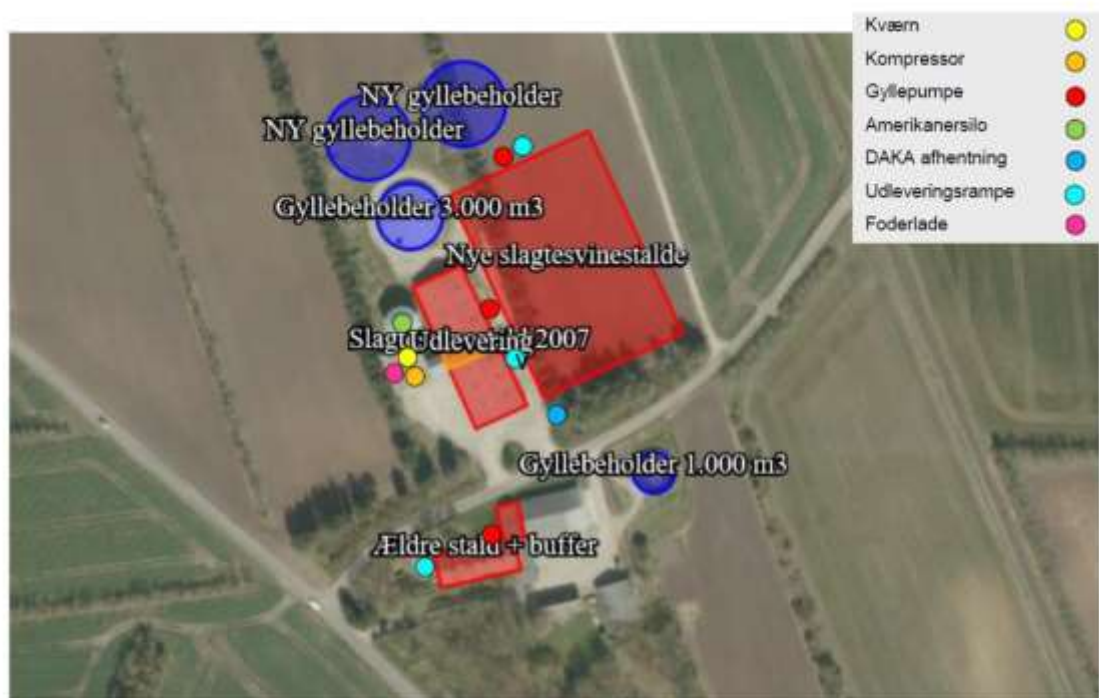 Kværn
Kompressor
Gyllepumpe
Amerikanersilo
DAKA afhentning
Udleveringsrampe
Foderlade
NY gyllebeholder
NY gyllebeholder
Gyllebeholder 3.000 m3
Nye slagtesvinestalde
Udlevering
2007
Gyllebeholder 1.000 m3
Ældre stald + buffer